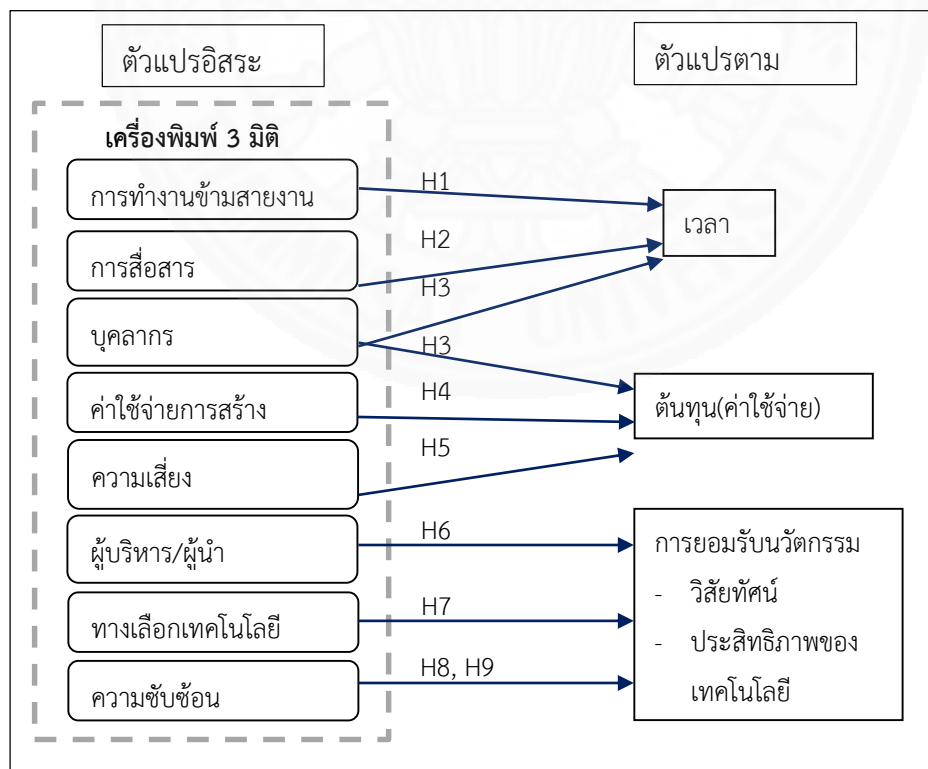 ตัวแปรอิสระ
ตัวแปรตาม
เครื่องพิมพ์ 3 มิติ
การทำงานข้ามสายงาน
H1
เวลา
การสื่อสาร
H2
H3
บุคลากร
H3
ค่าใช้จ่ายการสร้าง
H4
ต้นทุน(ค่าใช้จ่าย)
ความเสี่ยง
H5
ผู้บริหาร/ผู้นำ
H6
การยอมรับนวัตกรรม
- วิสัยทัศน์
ทางเลือกเทคโนโลยี
H7
- ประสิทธิภาพของ
เทคโนโลยี
ความซับซ้อน
H8, H9
UNIVERSITY